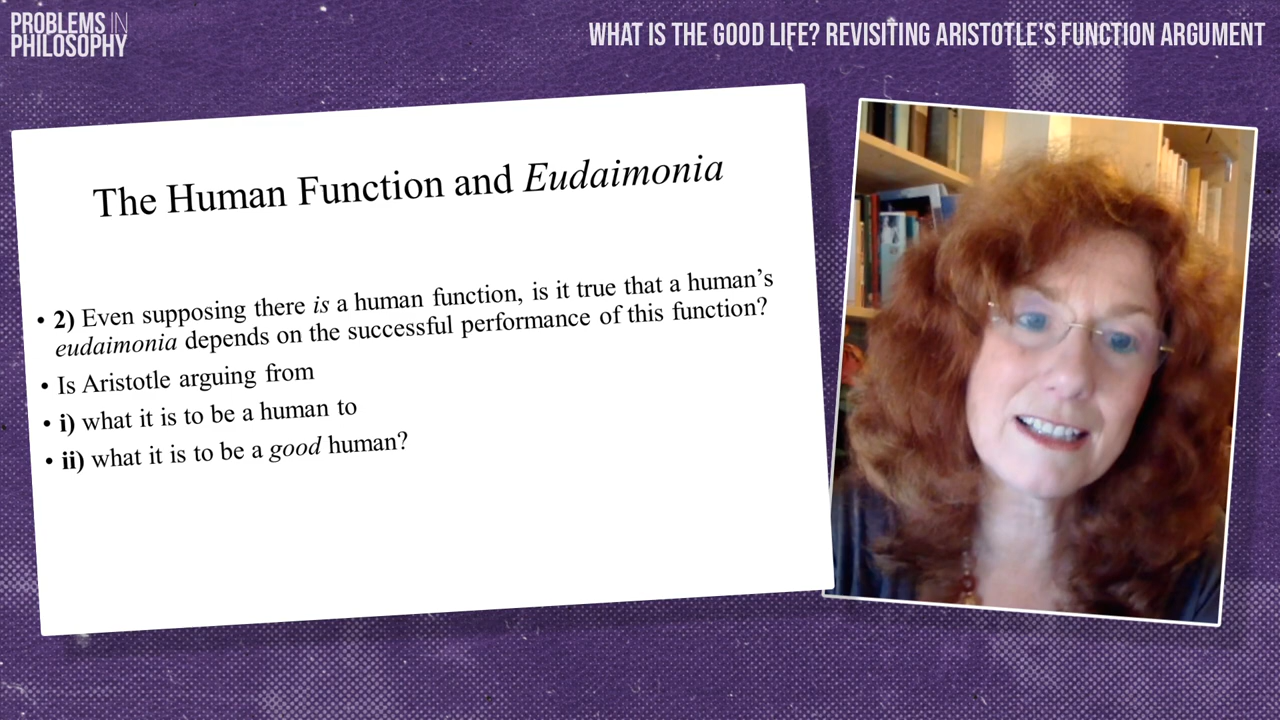 PROBLEMS IN
PHILOSOPHY
WHAT IS THE GOOD LIFE? REVISITING ARISTOTLE'S FUNCTION ARGUMENT
The Human Function and Eudaimonia
• 2) Even supposing there is a human function, is it true that a human’s
eudaimonia depends on the successful performance of this function?
• Is Aristotle arguing from
• i) what it is to be a human to
• ii) what it is to be a good human?